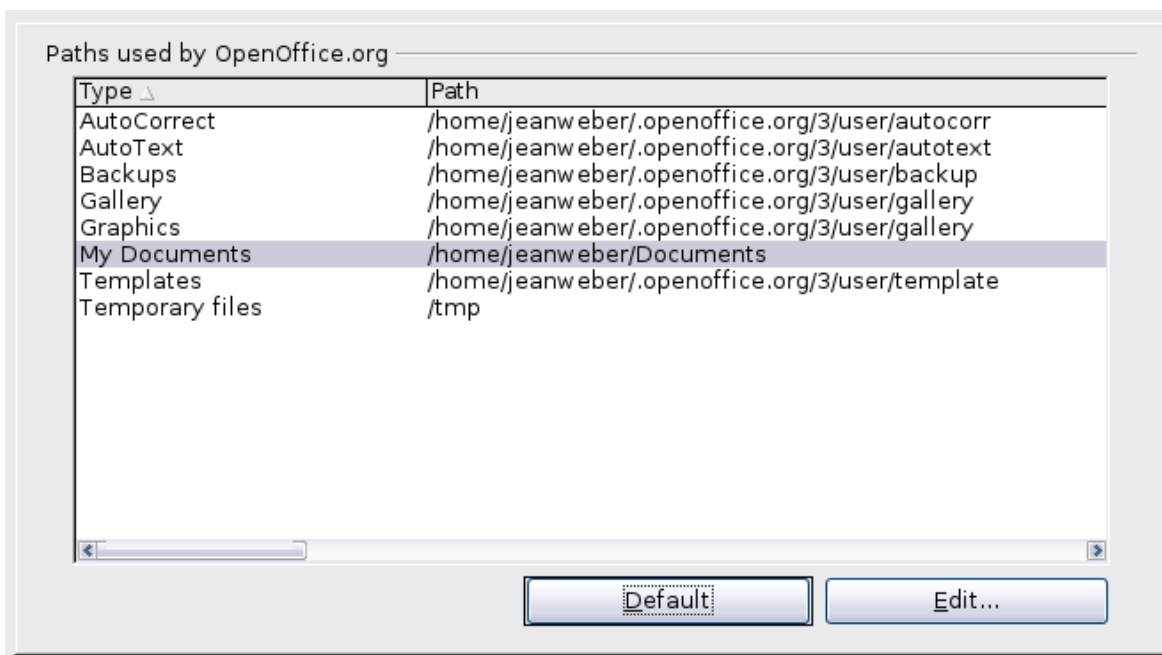 Paths used by OpenOffice.org
Type Path
AutoCorrect /home/jeanweber/.openoffice.org/3/user/autocorr
AutoText /home/jeanweber/.openoffice.org/3/user/autotext
Backups /home/jeanweber/.openoffice.org/3/user/backup
Gallery /home/jeanweber/.openoffice.org/3/user/gallery
Graphics /home/jeanweber/.openoffice.org/3/user/gallery
My Documents /home/jeanweber/Documents
Templates /home/jeanweber/.openoffice.org/3/user/template
Temporary files /tmp
Default Edit...